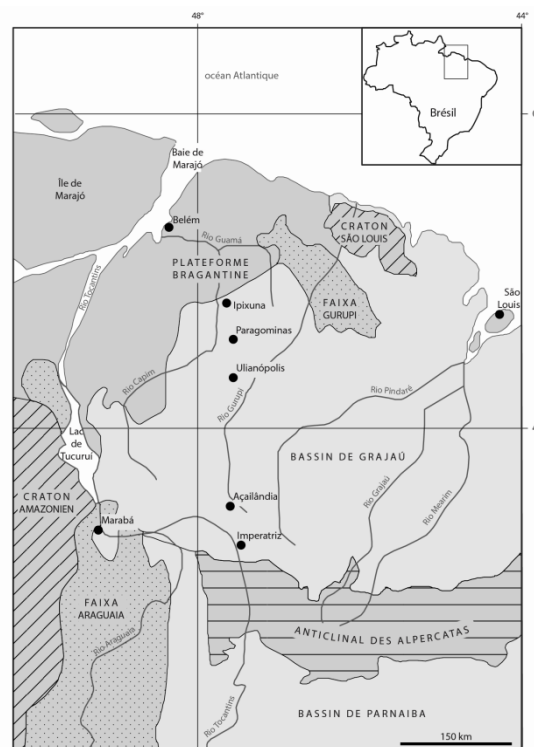 48°
44°
océan Atlantique
Brésil
Baie de
Marajó
Île de
Marajó
Belém
Rio Guamá
CRATON
SÃO LOUIS
PLATEFORME
BRAGANTINE
Rio Tocantins
São
Louis
Ipixuna
FAIXA
GURUPI
Paragominas
Ulianópolis
Rio Capim
Rio Gurupi
Rio Pindaré
Lac
de
Tucuruí
BASSIN DE GRAJAÚ
CRATON
AMAZONIEN
Rio Grajaú
Rio Mearim
Marabá
Açailândia
Imperatriz
FAIXA
ARAGUAIA
Rio Araguaia
ANTICLINAL DES ALPERCATAS
Rio Tocantins
BASSIN DE PARNAIBA
150 km